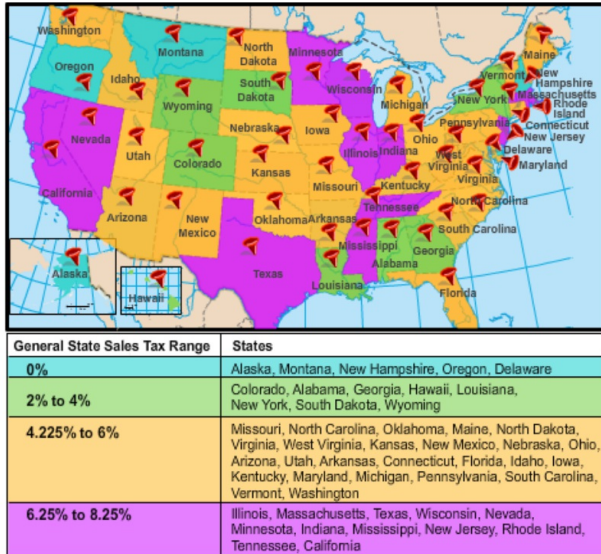 Washington
Montana
North
Dakota
Minnesota
Maine
Oregon
Idaho
South
Dakota
Wisconsin
Vermont
New
Hampshire
Wyoming
Michigan
New York
Massachusetts
Rhode
Island
Nevada
Nebraska
Iowa
Pennsylvania
Connecticut
New Jersey
Utah
Colorado
Illinois
Indiana
Ohio
Delaware
California
Kansas
Missouri
West
Virginia
Virginia
Maryland
Kentucky
Arizona
New
Mexico
Oklahoma
Arkansas
Tennessee
North Carolina
South Carolina
Mississippi
Alabama
Georgia
Texas
Louisiana
Florida
Alaska
Hawaii
General State Sales Tax Range States
0% Alaska, Montana, New Hampshire, Oregon, Delaware
2% to 4% Colorado, Alabama, Georgia, Hawaii, Louisiana,
New York, South Dakota, Wyoming
4.225% to 6% Missouri, North Carolina, Oklahoma, Maine, North Dakota,
Virginia, West Virginia, Kansas, New Mexico, Nebraska, Ohio,
Arizona, Utah, Arkansas, Connecticut, Florida, Idaho, Iowa,
Kentucky, Maryland, Michigan, Pennsylvania, South Carolina,
Vermont, Washington
6.25% to 8.25% Illinois, Massachusetts, Texas, Wisconsin, Nevada,
Minnesota, Indiana, Mississippi, New Jersey, Rhode Island,
Tennessee, California